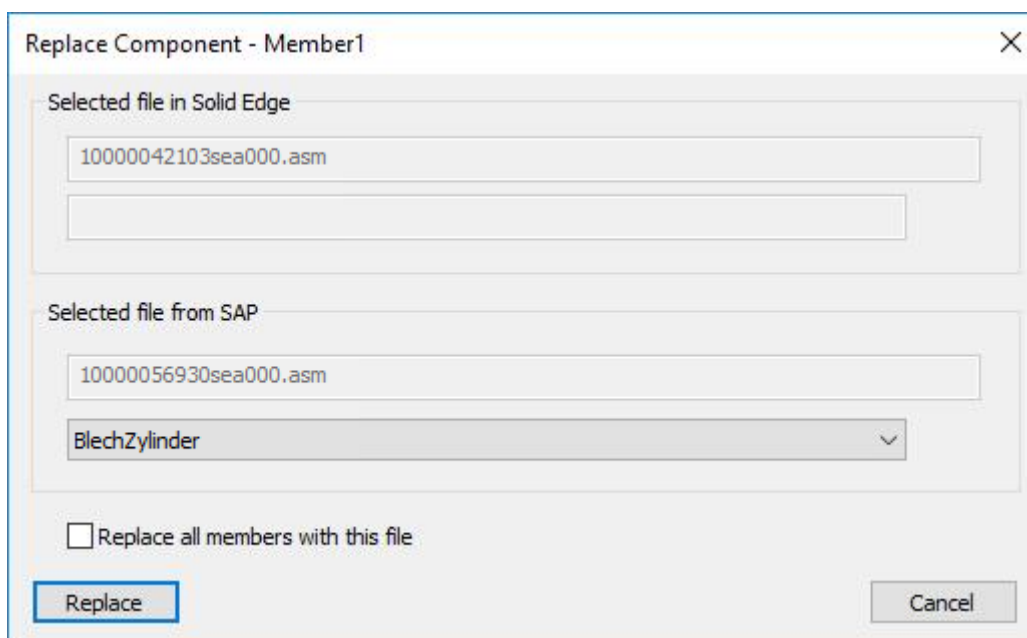 Replace Component - Member1
Selected file in Solid Edge
10000042103sea000.asm
Selected file from SAP
10000056930sea000.asm
BlechZylinder
Replace all members with this file
Replace
Cancel